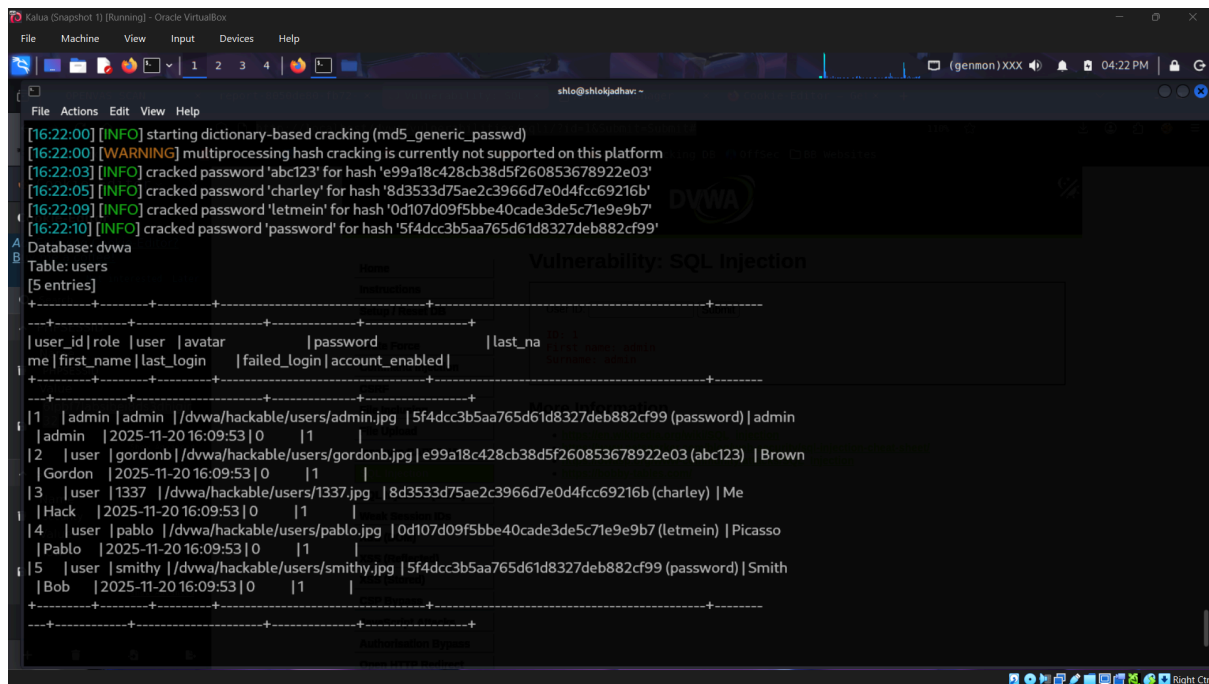 Kalua (Snapshot 1) [Running] - Oracle VirtualBox
File Machine View Input Devices Help
1 2 3 4 (genmon)XXX 04:22 PM
shlo@shlokjadhav: ~
File Actions Edit View Help
[16:22:00] [INFO] starting dictionary-based cracking (md5_generic_passwd)
[16:22:00] [WARNING] multiprocessing hash cracking is currently not supported on this platform
[16:22:03] [INFO] cracked password 'abc123' for hash 'e99a18c428cb38d5f260853678922e03'
[16:22:05] [INFO] cracked password 'charley' for hash '8d3533d75ae2c3966d7e0d4fcc69216b'
[16:22:09] [INFO] cracked password 'letmein' for hash '0d107d09f5bbe40cade3de5c71e9e9b7'
[16:22:10] [INFO] cracked password 'password' for hash '5f4dcc3b5aa765d61d8327deb882cf99'
DVWA
Database: dvwa
Table: users
[5 entries]
Home
Vulnerability: SQL Injection
+---------+--------+---------+-----------------------------+---------------------------------------+--------
---+------------+----------------------+--------------+------------------+
|user_id|role |user |avatar |password |last_na
me|first_name|last_login |failed_login|account_enabled|
+---------+--------+---------+-----------------------------+---------------------------------------+--------
---+------------+----------------------+--------------+------------------+
More Information
|1 |admin |admin |/dvwa/hackable/users/admin.jpg |5f4dcc3b5aa765d61d8327deb882cf99 (password)|admin
|admin |2025-11-20 16:09:53|0 |1 |
|2 |user |gordonb|/dvwa/hackable/users/gordonb.jpg|e99a18c428cb38d5f260853678922e03 (abc123) |Brown
|Gordon |2025-11-20 16:09:53|0 |1 |
|3 |user |1337 |/dvwa/hackable/users/1337.jpg |8d3533d75ae2c3966d7e0d4fcc69216b (charley) |Me
|Hack |2025-11-20 16:09:53|0 |1 |
|4 |user |pablo |/dvwa/hackable/users/pablo.jpg |0d107d09f5bbe40cade3de5c71e9e9b7 (letmein) |Picasso
|Pablo |2025-11-20 16:09:53|0 |1 |
|5 |user |smithy |/dvwa/hackable/users/smithy.jpg |5f4dcc3b5aa765d61d8327deb882cf99 (password)|Smith
|Bob |2025-11-20 16:09:53|0 |1 |
+---------+--------+---------+-----------------------------+---------------------------------------+--------
---+------------+----------------------+--------------+------------------+
Authorisation Bypass
Open HTTP Redirect
Right Ctr